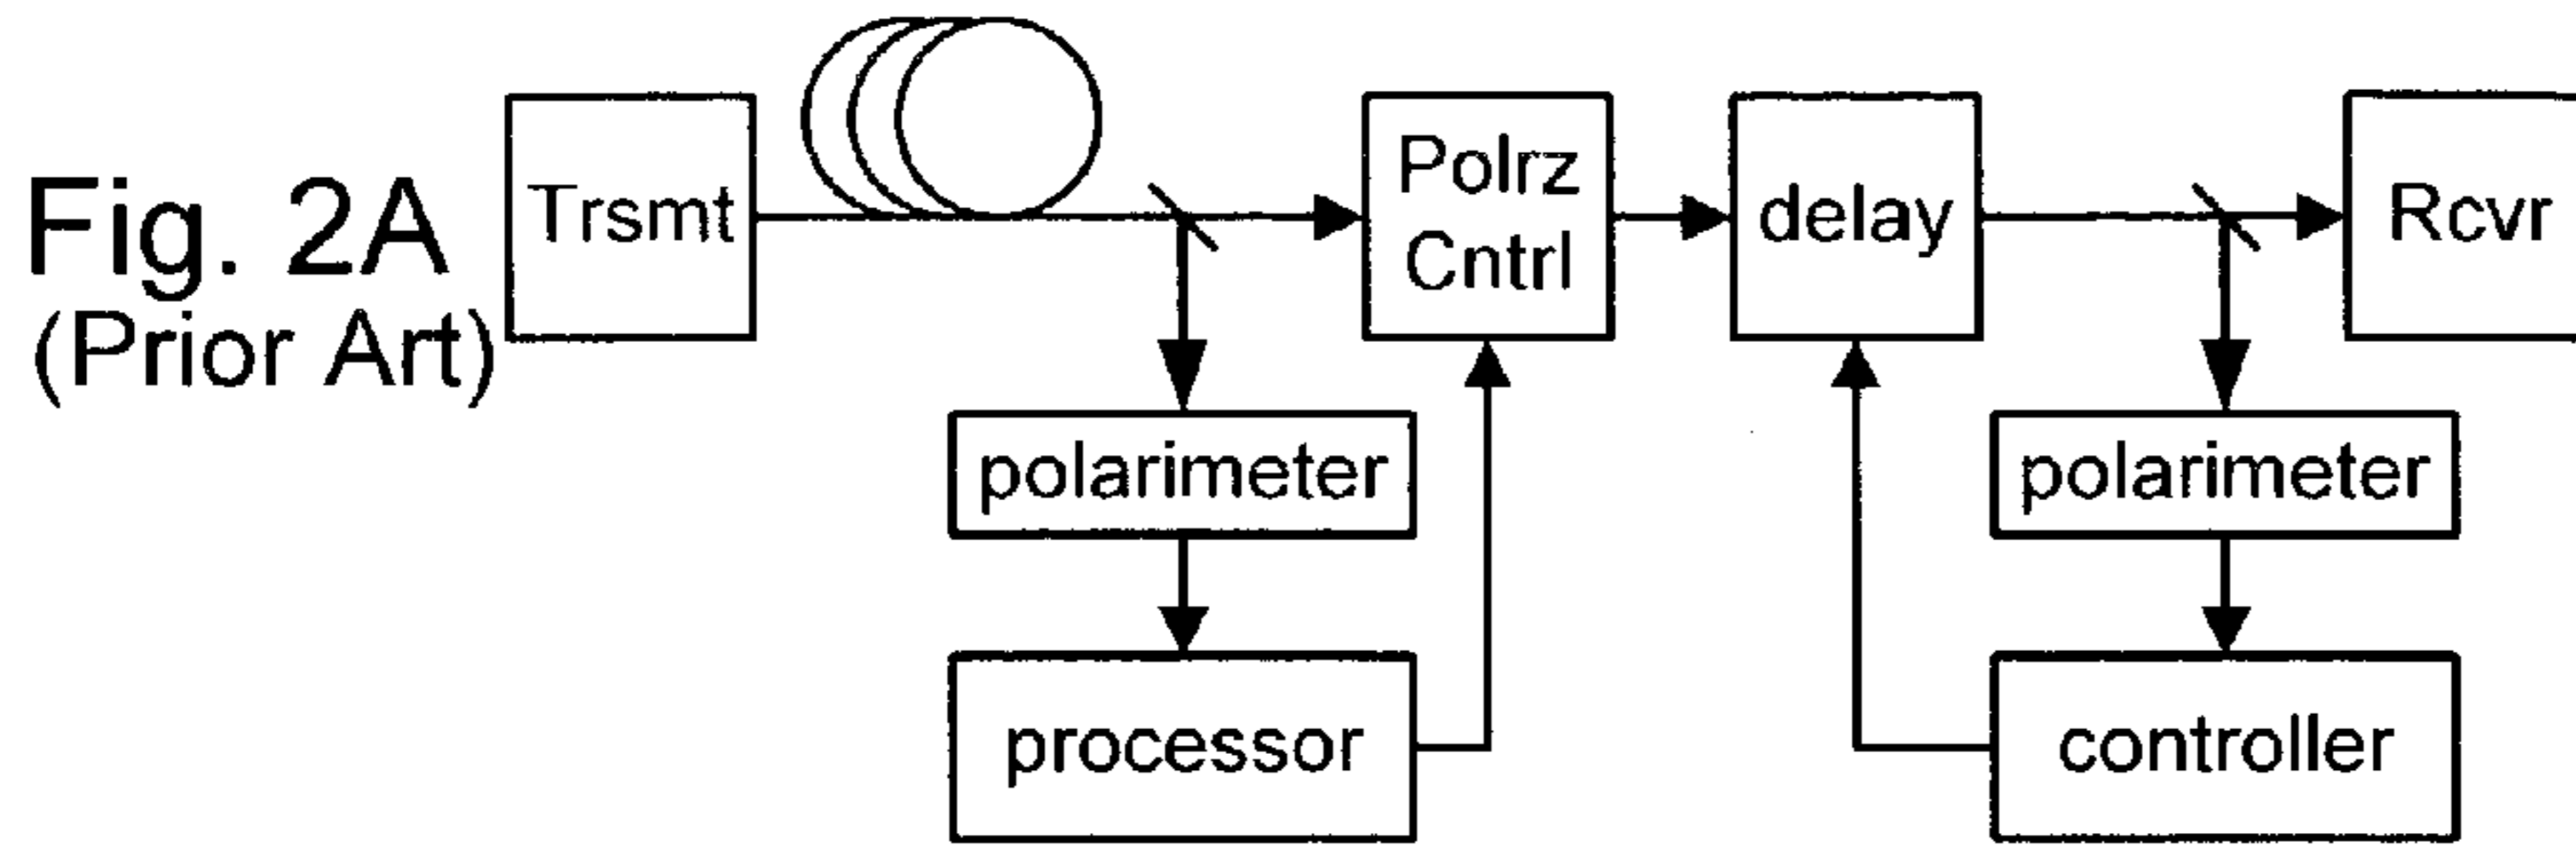 Fig. 2A
(Prior Art)
Trsmt
Polrz
Cntrl
delay
Rcvr
polarimeter
polarimeter
processor
controller